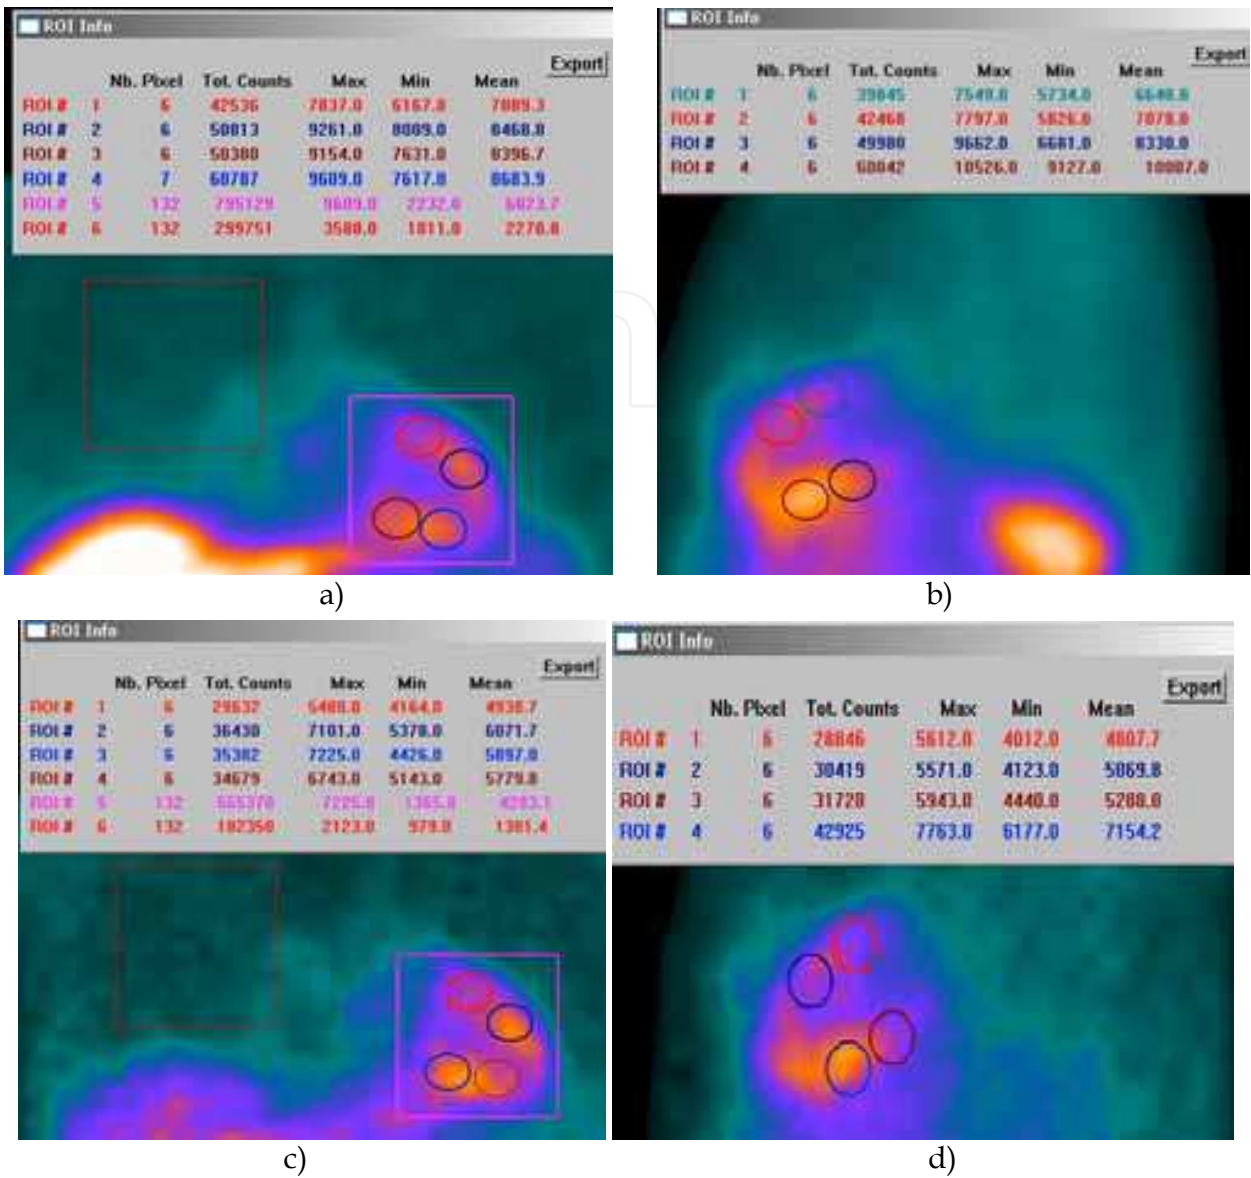 ROI Info
Export
Nb. Pixel Tot. Counts Max Min Mean
ROI # 1 6 42536 7837.0 6167.0 7089.3
ROI # 2 6 50813 9261.0 8009.0 8468.8
ROI # 3 6 50380 9154.0 7631.0 8396.7
ROI # 4 7 60787 9609.0 7617.0 8683.9
ROI # 5 132 795129 9609.0 2232.0 6023.7
ROI # 6 132 299751 3580.0 1811.0 2270.8
a)
ROI Info
Export
Nb. Pixel Tot. Counts Max Min Mean
ROI # 1 6 39845 7549.0 5734.0 6640.8
ROI # 2 6 42468 7797.0 5826.0 7078.0
ROI # 3 6 49980 9662.0 6681.0 8330.0
ROI # 4 6 60042 10526.0 9127.0 10007.0
b)
ROI Info
Export
Nb. Pixel Tot. Counts Max Min Mean
ROI # 1 6 29632 5488.0 4164.0 4938.7
ROI # 2 6 36430 7101.0 5370.0 6071.7
ROI # 3 6 35382 7225.0 4426.0 5897.0
ROI # 4 6 34679 6743.0 5143.0 5779.8
ROI # 5 132 7225.0 1365.0
ROI # 6 132 182350 2123.0 979.0 1381.4
c)
ROI Info
Export
Nb. Pixel Tot. Counts Max Min Mean
ROI # 1 6 28846 5612.0 4012.0 4807.7
ROI # 2 6 30419 5571.0 4123.0 5069.8
ROI # 3 6 31728 5943.0 4440.0 5288.0
ROI # 4 6 42925 7763.0 6177.0 7154.2
d)